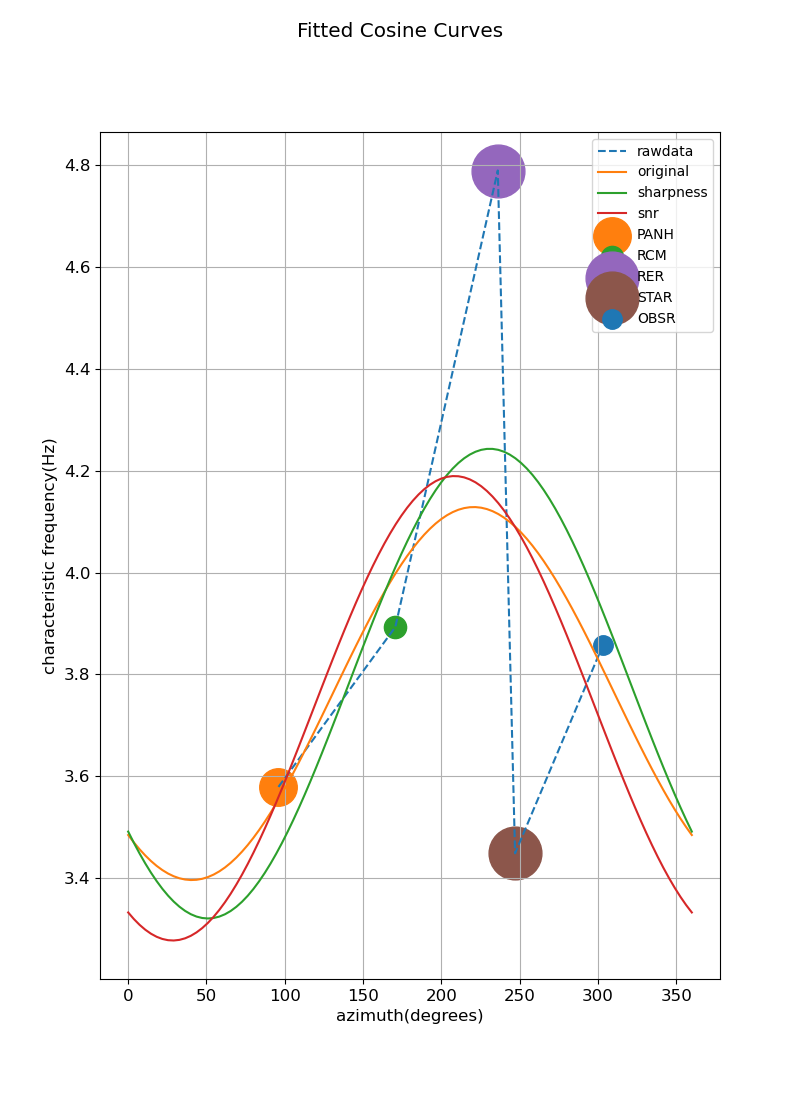 Fitted Cosine Curves
4.8
4.6
4.4
4.2
4.0
3.8
3.6
3.4
characteristic frequency(Hz)
rawdata
original
sharpness
snr
PANH
RCM
RER
STAR
OBSR
0 50 100 150 200 250 300 350
azimuth(degrees)